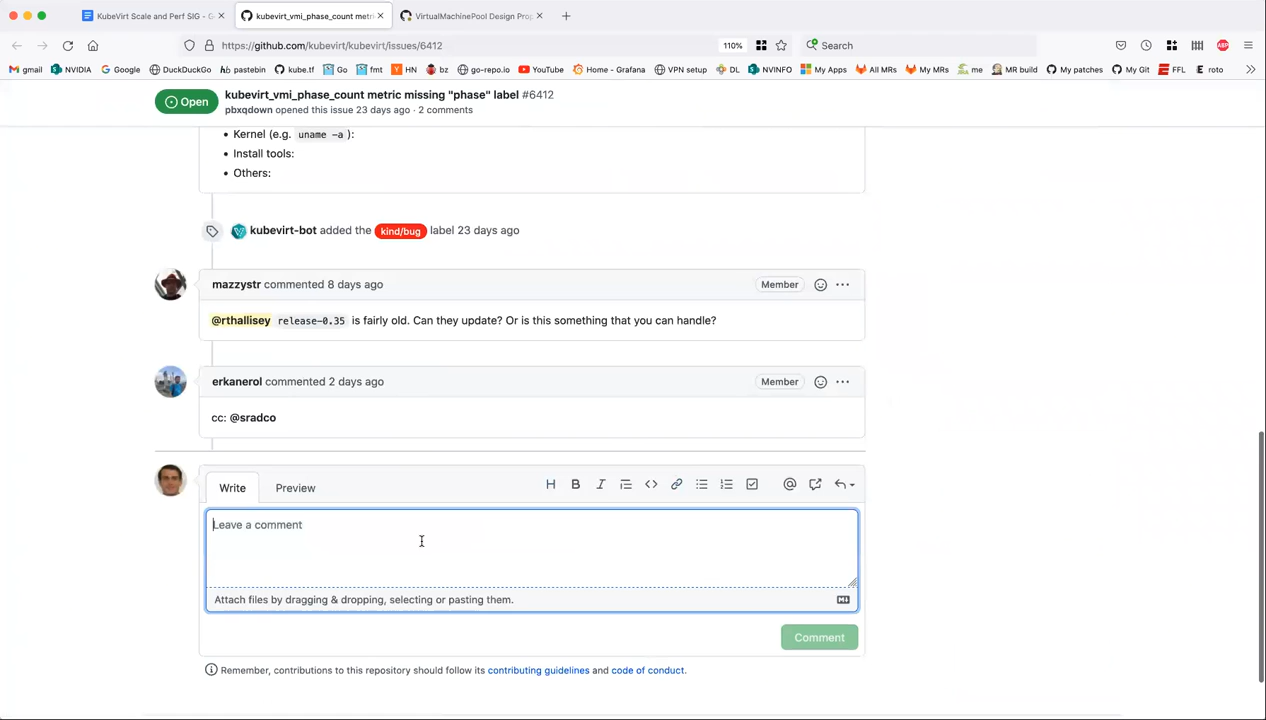 KubeVirt Scale and Perf SIG - G
kubevirt_vmi_phase_count metri
VirtualMachinePool Design Pro
https://github.com/kubevirt/kubevirt/issues/6412
110%
Search
gmail
NVIDIA
Google
DuckDuckGo
pastebin
kube.tf
Go
fmt
HN
bz
go-repo.io
YouTube
Home - Grafana
VPN setup
DL
NVINFO
My Apps
All MRs
My MRs
me
MR build
My patches
My Git
FFL
roto
Open
kubevirt_vmi_phase_count metric missing "phase" label #6412
pbxqdown opened this issue 23 days ago · 2 comments
• Kernel (e.g. uname -a):
• Install tools:
• Others:
kubevirt-bot added the kind/bug label 23 days ago
mazzystr commented 8 days ago
Member
@rthallisey release-0.35 is fairly old. Can they update? Or is this something that you can handle?
erkanerol commented 2 days ago
Member
cc: @sradco
Write
Preview
Leave a comment
Attach files by dragging & dropping, selecting or pasting them.
Comment
Remember, contributions to this repository should follow its contributing guidelines and code of conduct.